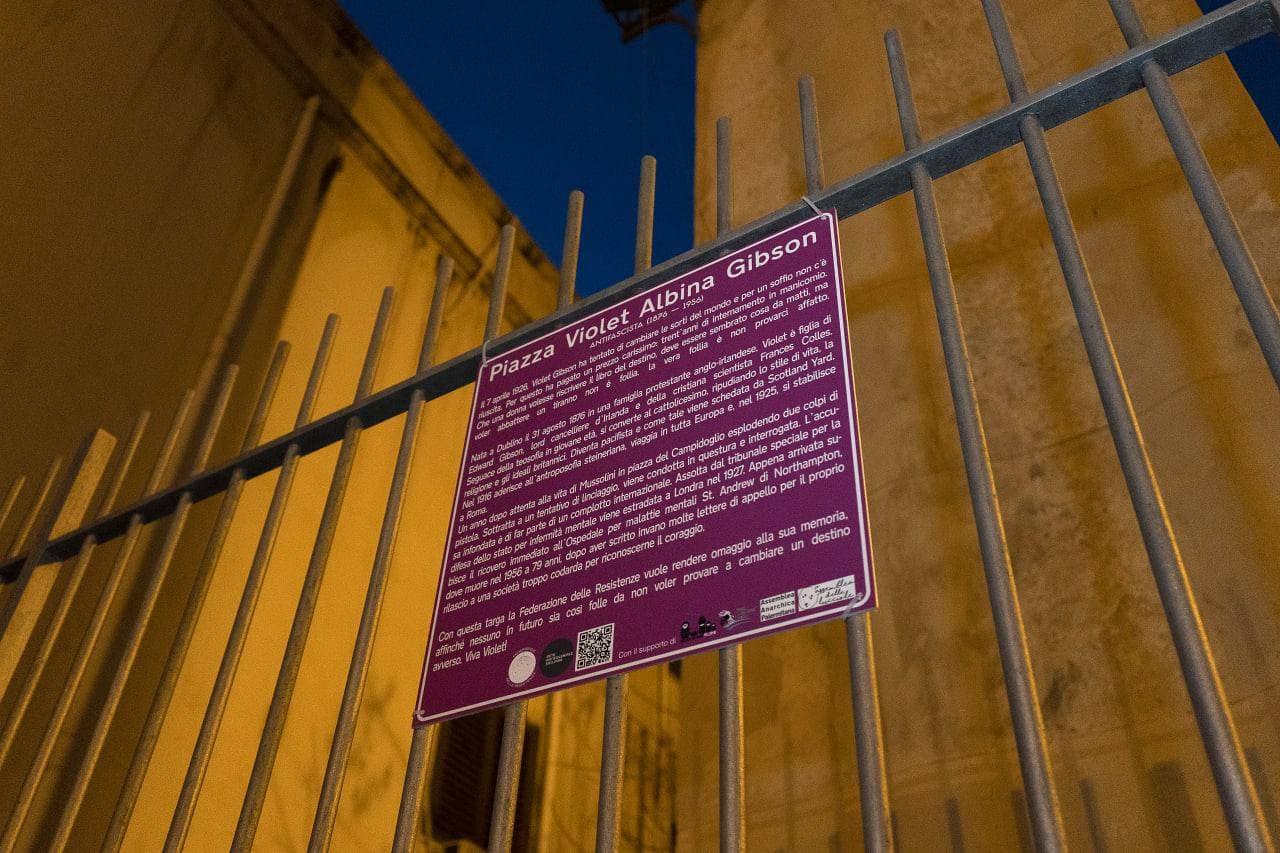 Piazza Violet Albina Gibson
ANTIFASCISTA (1876 — 1956)
Il 7 aprile 1926, Violet Gibson ha tentato di cambiare le sorti del mondo e per un soffio non c'è
riuscita. Per questo ha pagato un prezzo carissimo: trent'anni di internamento in manicomio.
Che una donna volesse riscrivere il libro del destino, deve essere sembrato cosa da matti, ma
voler abbattere un tiranno non è follia, la vera follia è non provarci affatto.
Nata a Dublino il 31 agosto 1876 in una famiglia protestante anglo-irlandese, Violet è figlia di
Edward Gibson, lord cancelliere d'Irlanda e della cristiana scientista Frances Colles.
Seguace della teosofia in giovane età, si converte al cattolicesimo, ripudiando lo stile di vita, la
religione e gli ideali britannici. Diventa pacifista e come tale viene schedata da Scotland Yard.
Nel 1916 aderisce all'antroposofia steineriana, viaggia in tutta Europa e, nel 1925, si stabilisce
a Roma.
Un anno dopo attenta alla vita di Mussolini in piazza del Campidoglio esplodendo due colpi di
pistola. Sottratta a un tentativo di linciaggio, viene condotta in questura e interrogata. L'accu-
sa infondata è di far parte di un complotto internazionale. Assolta dal tribunale speciale per la
difesa dello stato per infermità mentale viene estradata a Londra nel 1927. Appena arrivata su-
bisce il ricovero immediato all'Ospedale per malattie mentali St. Andrew di Northampton,
dove muore nel 1956 a 79 anni, dopo aver scritto invano molte lettere di appello per il proprio
rilascio a una società troppo codarda per riconoscerne il coraggio.
Con questa targa la Federazione delle Resistenze vuole rendere omaggio alla sua memoria,
affinché nessuno in futuro sia così folle da non voler provare a cambiare un destino
avverso. Viva Violet!
Con il supporto di
Assemblea
Anarchica
Palermitana
assemblea
delle
lucciole